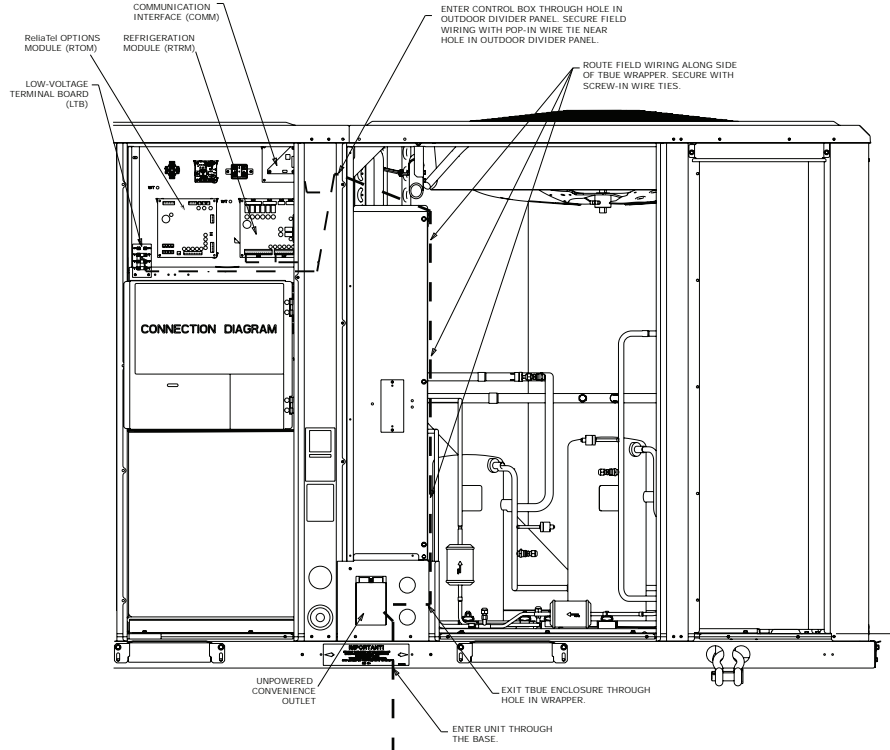 COMMUNICATION
INTERFACE (COMM)
ENTER CONTROL BOX THROUGH HOLE IN
OUTDOOR DIVIDER PANEL. SECURE FIELD
WIRING WITH POP-IN WIRE TIE NEAR
HOLE IN OUTDOOR DIVIDER PANEL.
ReliaTel OPTIONS
MODULE (RTOM)
REFRIGERATION
MODULE (RTRM)
ROUTE FIELD WIRING ALONG SIDE
OF TBUE WRAPPER. SECURE WITH
SCREW-IN WIRE TIES.
LOW-VOLTAGE
TERMINAL BOARD
(LTB)
CONNECTION DIAGRAM
IMPORTANT!
UNPOWERED
CONVENIENCE
OUTLET
EXIT TBUE ENCLOSURE THROUGH
HOLE IN WRAPPER.
ENTER UNIT THROUGH
THE BASE.